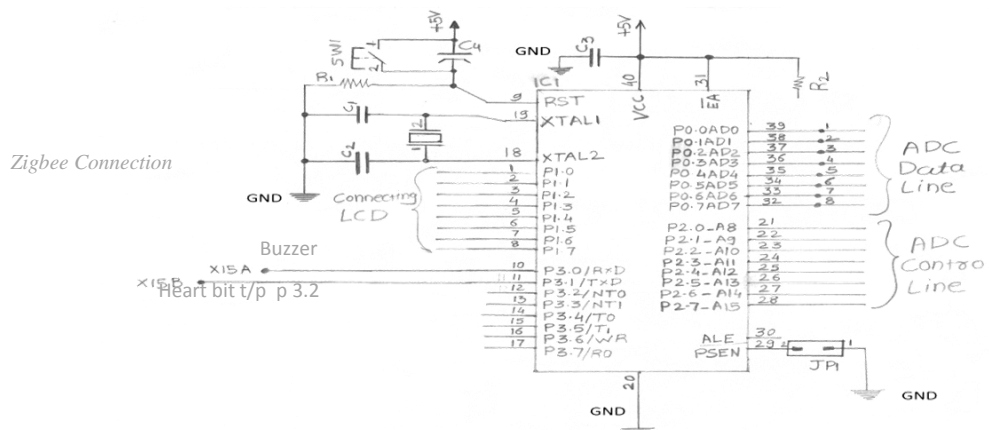 +5V
+5V
SW1
1
2
C4
GND
C3
R1
IC1
40
VCC
31
EA
R2
9 RST
C1
19 XTAL1
2
1
C2
18 XTAL2
Zigbee Connection
GND
Connecting
LCD
1 P1.0
2 P1.1
3 P1.2
4 P1.3
5 P1.4
6 P1.5
7 P1.6
8 P1.7
Buzzer
X15A
10 P3.0/RXD
X15B
11 P3.1/TXD
Heart bit t/p p 3.2
12 P3.2/NT0
13 P3.3/NT1
14 P3.4/T0
15 P3.5/T1
16 P3.6/WR
17 P3.7/RO
P0.0AD0 39 1
P0.1AD1 38 2
P0.2AD2 37 3
P0.3AD3 36 4
P0.4AD4 35 5
P0.5AD5 34 6
P0.6AD6 33 7
P0.7AD7 32 8
ADC
Data
Line
P2.0-A8 21
P2.1-A9 22
P2.2-A10 23
P2.3-A11 24
P2.4-A12 25
P2.5-A13 26
P2.6-A14 27
P2.7-A15 28
ADC
Contro
Line
ALE 30
PSEN 29 2 1
JP1
20
GND
GND